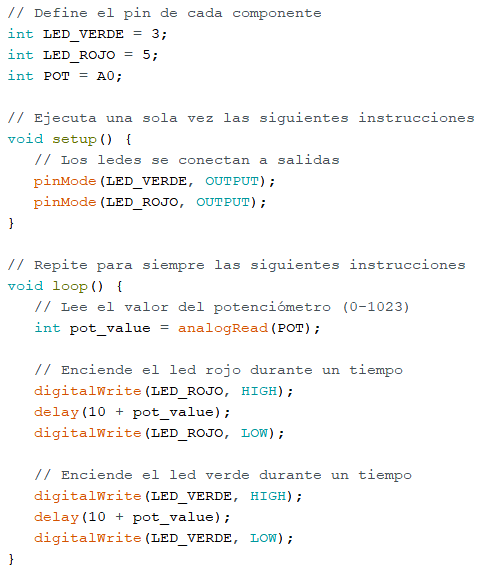 // Define el pin de cada componente
int LED_VERDE = 3;
int LED_ROJO = 5;
int POT = A0;

// Ejecuta una sola vez las siguientes instrucciones
void setup() {
   // Los ledes se conectan a salidas
   pinMode(LED_VERDE, OUTPUT);
   pinMode(LED_ROJO, OUTPUT);
}

// Repite para siempre las siguientes instrucciones
void loop() {
   // Lee el valor del potenciómetro (0-1023)
   int pot_value = analogRead(POT);

   // Enciende el led rojo durante un tiempo
   digitalWrite(LED_ROJO, HIGH);
   delay(10 + pot_value);
   digitalWrite(LED_ROJO, LOW);

   // Enciende el led verde durante un tiempo
   digitalWrite(LED_VERDE, HIGH);
   delay(10 + pot_value);
   digitalWrite(LED_VERDE, LOW);
}